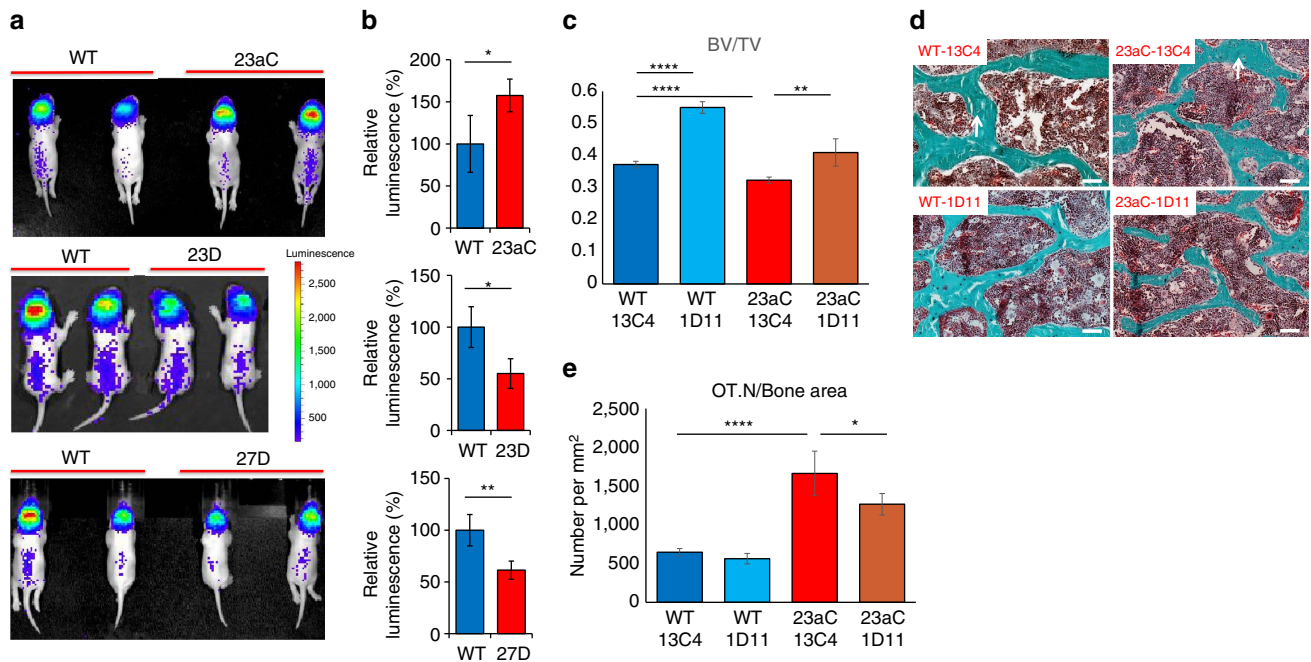 a
WT 23aC
WT 23D
Luminescence
2,500
2,000
1,500
1,000
500
WT 27D
b
Relative
luminescence (%)
200
150
100
50
0
*
WT 23aC
Relative
luminescence (%)
150
100
50
0
*
WT 23D
Relative
luminescence (%)
150
100
50
0
**
WT 27D
c
BV/TV
****
**** **
0.6
0.5
0.4
0.3
0.2
0.1
0
WT WT 23aC 23aC
13C4 1D11 13C4 1D11
d
WT-13C4 23aC-13C4
WT-1D11 23aC-1D11
e
OT.N/Bone area
Number per mm²
2,500
2,000
1,500
1,000
500
0
**** *
WT WT 23aC 23aC
13C4 1D11 13C4 1D11